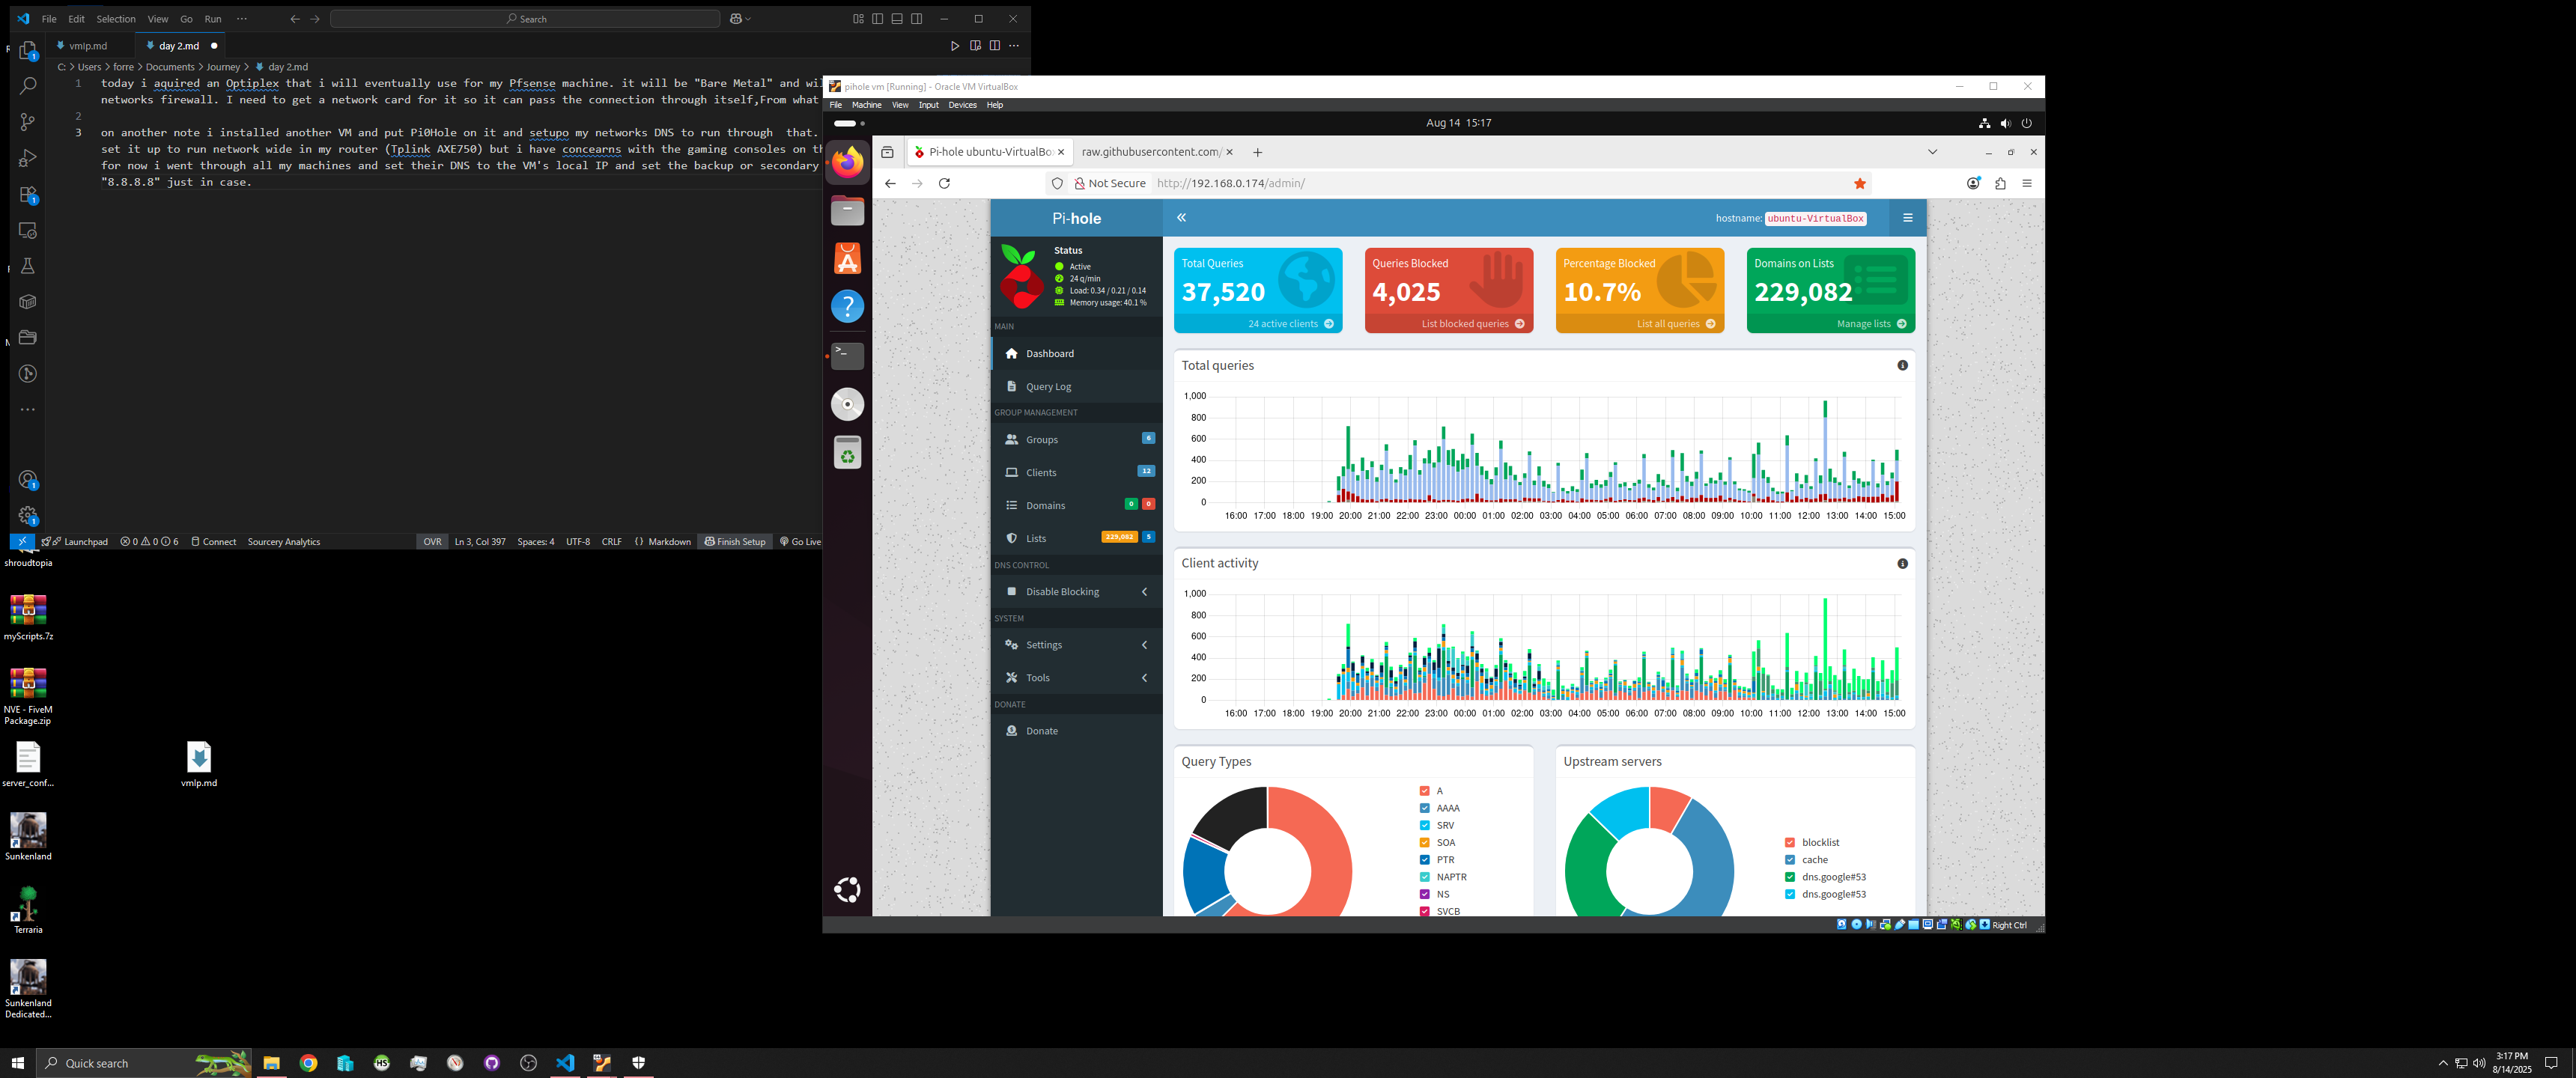 File Edit Selection View Go Run ··· Search
vmlp.md day 2.md
C: > Users > forre > Documents > Journey > day 2.md
1 today i aquired an Optiplex that i will eventually use for my Pfsense machine. it will be "Bare Metal" and wil
networks firewall. I need to get a network card for it so it can pass the connection through itself,From what
2
3 on another note i installed another VM and put Pi0Hole on it and setupo my networks DNS to run through  that.
set it up to run network wide in my router (Tplink AXE750) but i have concearns with the gaming consoles on th
for now i went through all my machines and set their DNS to the VM's local IP and set the backup or secondary
"8.8.8.8" just in case.
Launchpad 0 0 6 Connect Sourcery Analytics OVR Ln 3, Col 397 Spaces: 4 UTF-8 CRLF {} Markdown Finish Setup Go Live
pihole vm [Running] - Oracle VM VirtualBox
File Machine View Input Devices Help
Aug 14 15:17
Pi-hole ubuntu-VirtualBo raw.githubusercontent.com/
Not Secure http://192.168.0.174/admin/
Pi-hole
hostname: ubuntu-VirtualBox
Status
Active
24 q/min
Load: 0.34 / 0.21 / 0.14
Memory usage: 40.1 %
MAIN
Dashboard
Query Log
GROUP MANAGEMENT
Groups 6
Clients 12
Domains 0 0
Lists 229,082 5
DNS CONTROL
Disable Blocking
SYSTEM
Settings
Tools
DONATE
Donate
Total Queries
37,520
24 active clients
Queries Blocked
4,025
List blocked queries
Percentage Blocked
10.7%
List all queries
Domains on Lists
229,082
Manage lists
Total queries
1,000
800
600
400
200
0
16:00 17:00 18:00 19:00 20:00 21:00 22:00 23:00 00:00 01:00 02:00 03:00 04:00 05:00 06:00 07:00 08:00 09:00 10:00 11:00 12:00 13:00 14:00 15:00
Client activity
1,000
800
600
400
200
0
16:00 17:00 18:00 19:00 20:00 21:00 22:00 23:00 00:00 01:00 02:00 03:00 04:00 05:00 06:00 07:00 08:00 09:00 10:00 11:00 12:00 13:00 14:00 15:00
Query Types
A
AAAA
SRV
SOA
PTR
NAPTR
NS
SVCB
Upstream servers
blocklist
cache
dns.google#53
dns.google#53
Right Ctrl
shroudtopia
myScripts.7z
NVE - FiveM
Package.zip
server_conf...
vmlp.md
Sunkenland
Terraria
Sunkenland
Dedicated...
Quick search
3:17 PM
8/14/2025